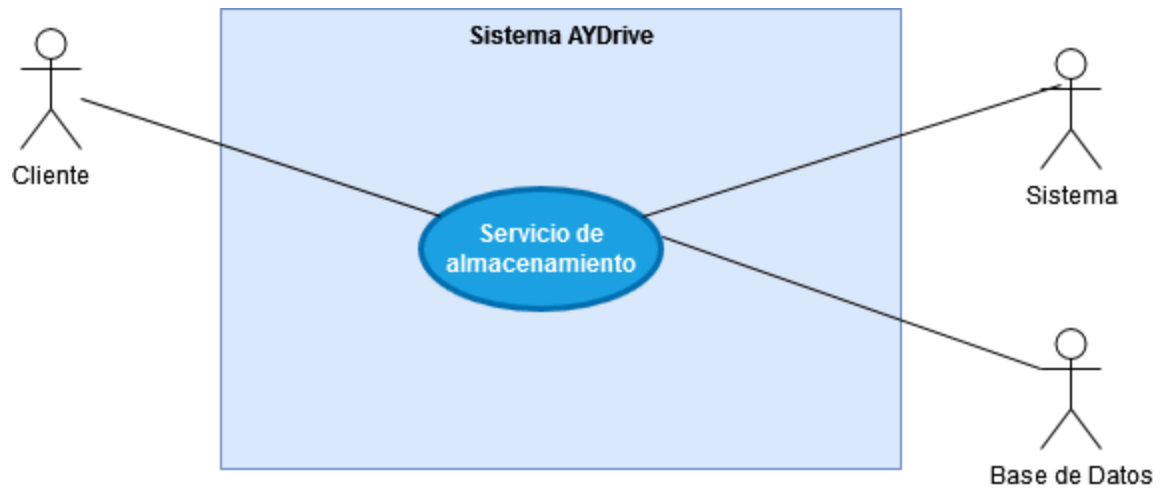 Sistema AYDrive
Cliente
Sistema
Servicio de
almacenamiento
Base de Datos